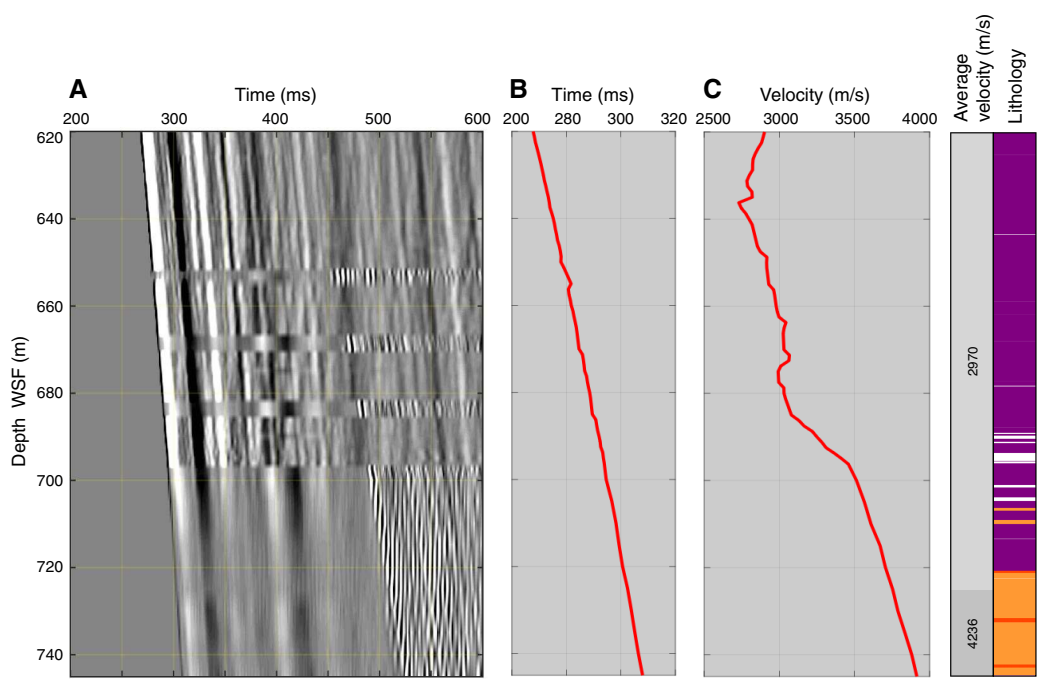 A
Time (ms)
200
300
500
600
B
Time (ms)
200
280
300
320
C
Velocity (m/s)
2500
3000
3500
4000
Average
velocity (m/s)
Lithology
Depth WSF (m)
620
640
660
680
700
720
740
2970
4236